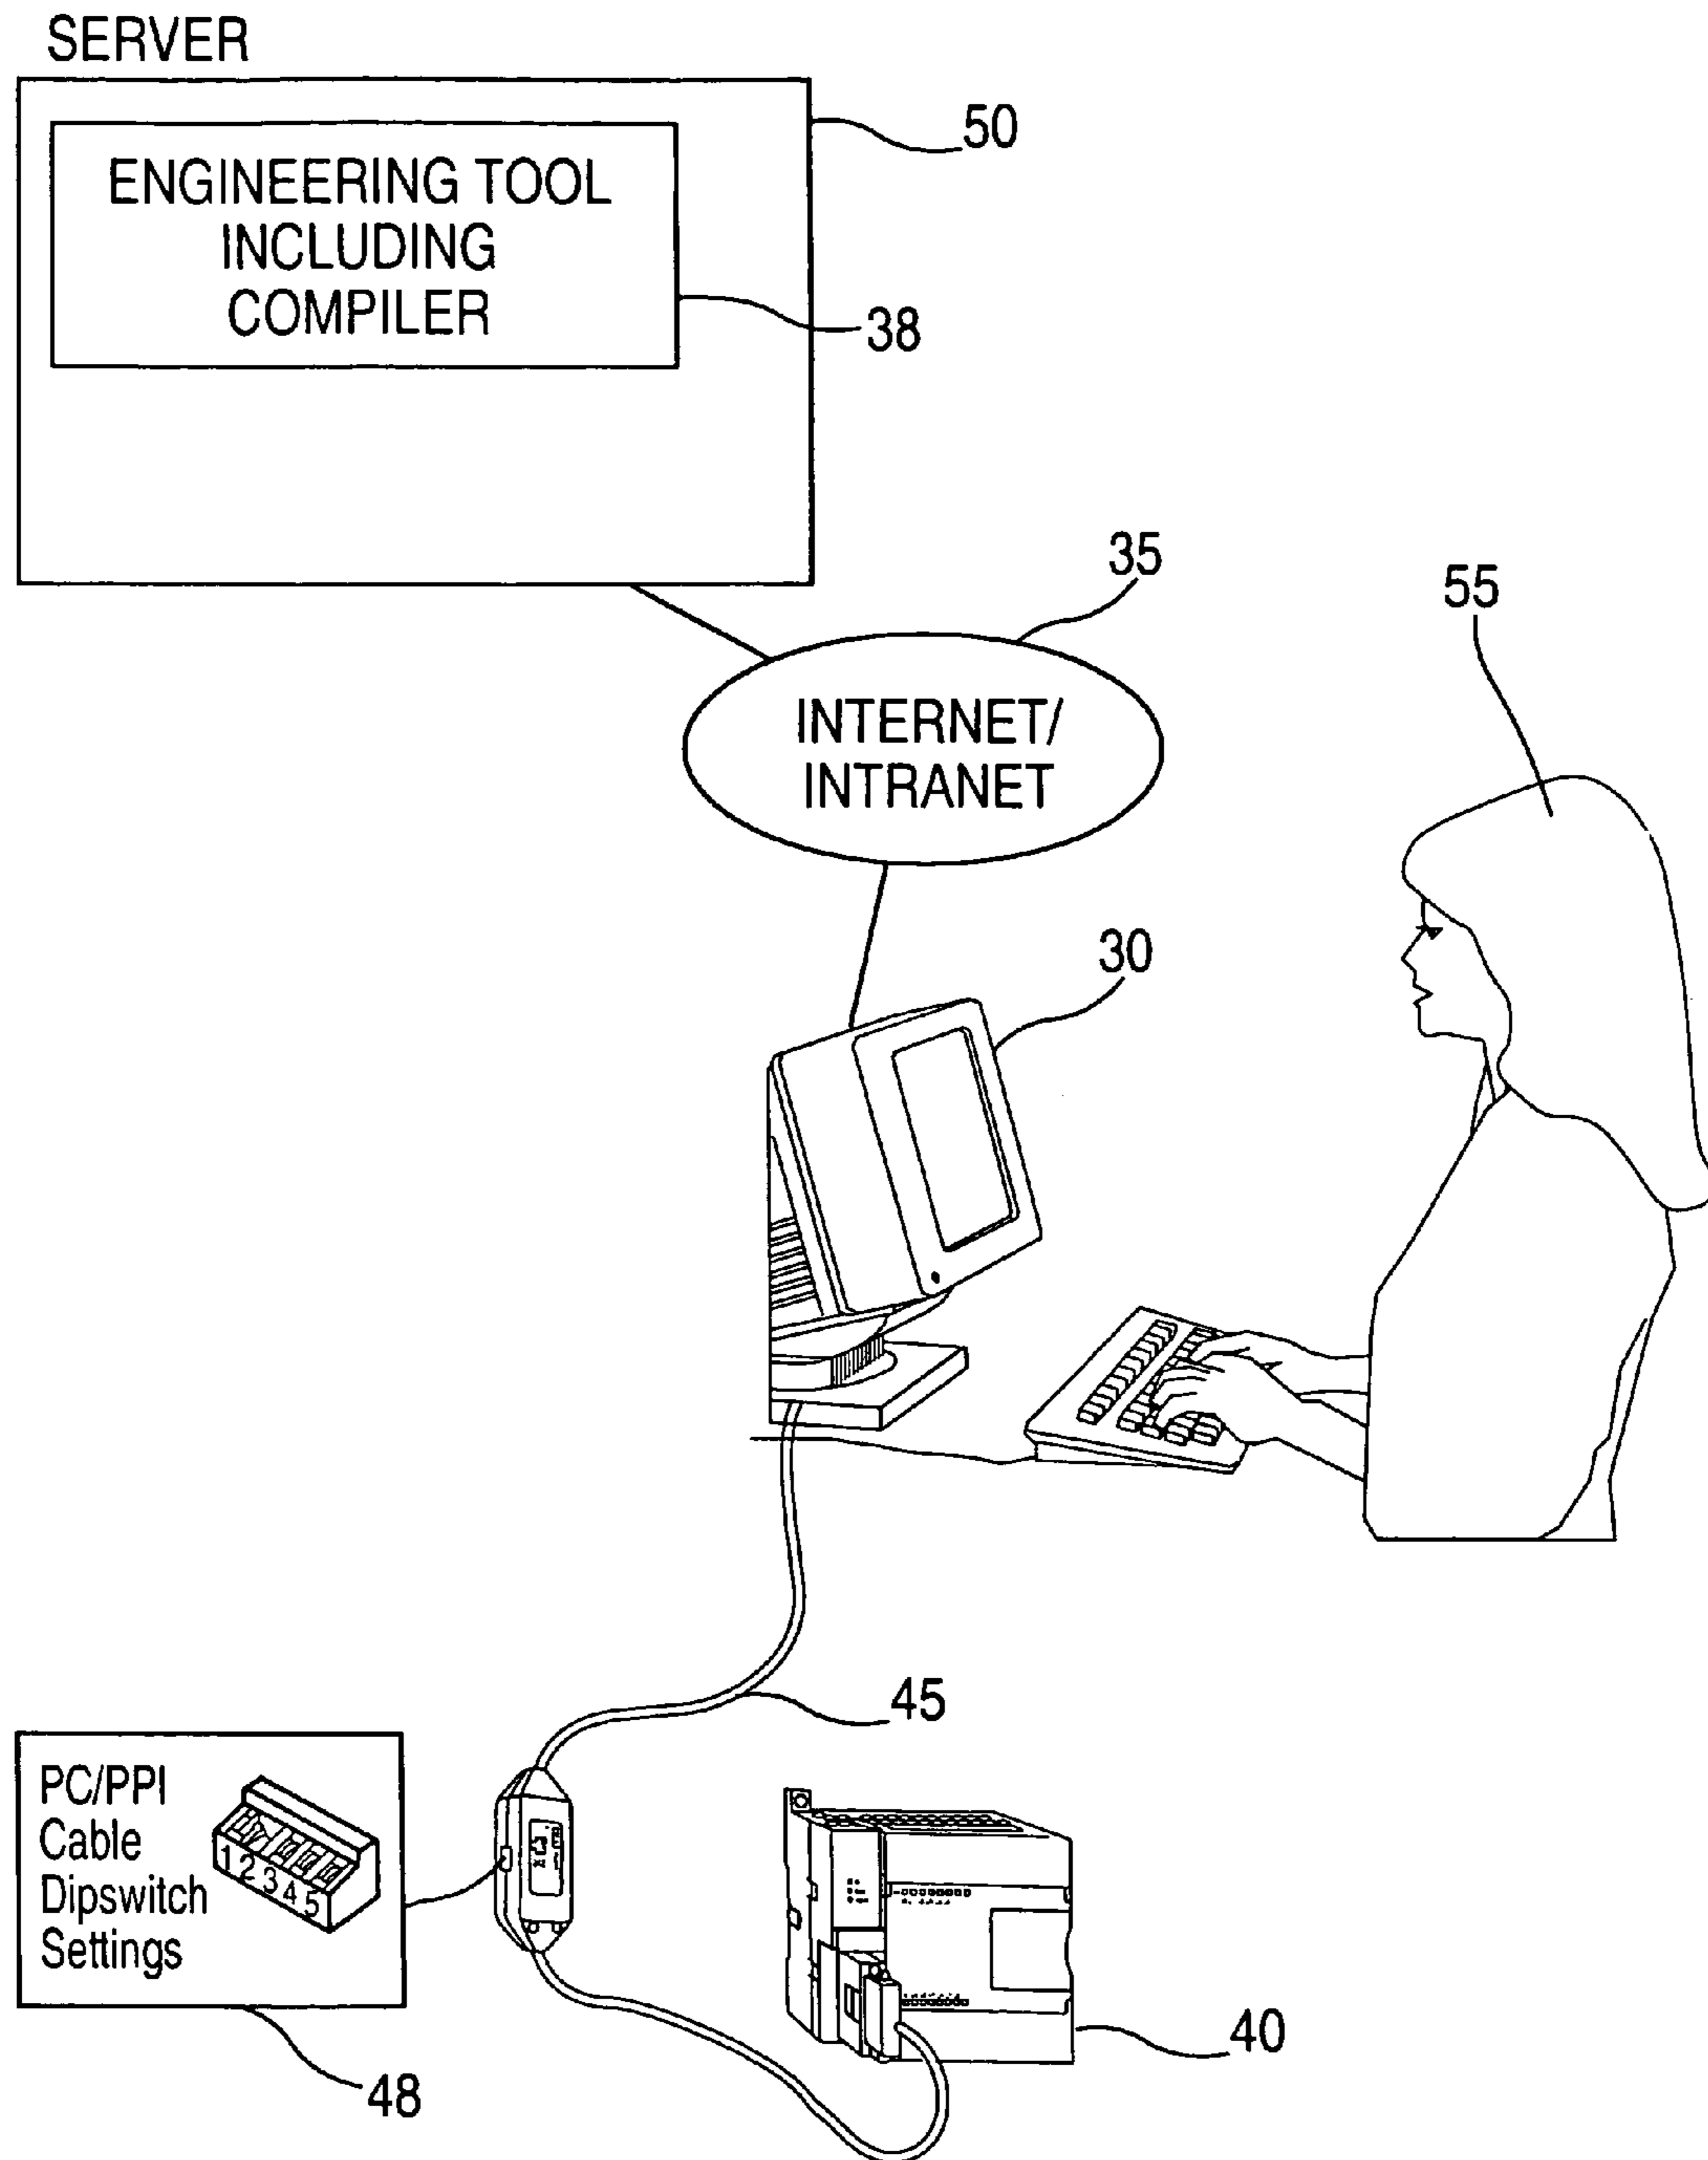 SERVER
50
ENGINEERING TOOL
INCLUDING
COMPILER
38
35
55
INTERNET/
INTRANET
30
45
PC/PPI
Cable
Dipswitch
Settings
1 2 3 4 5
40
48